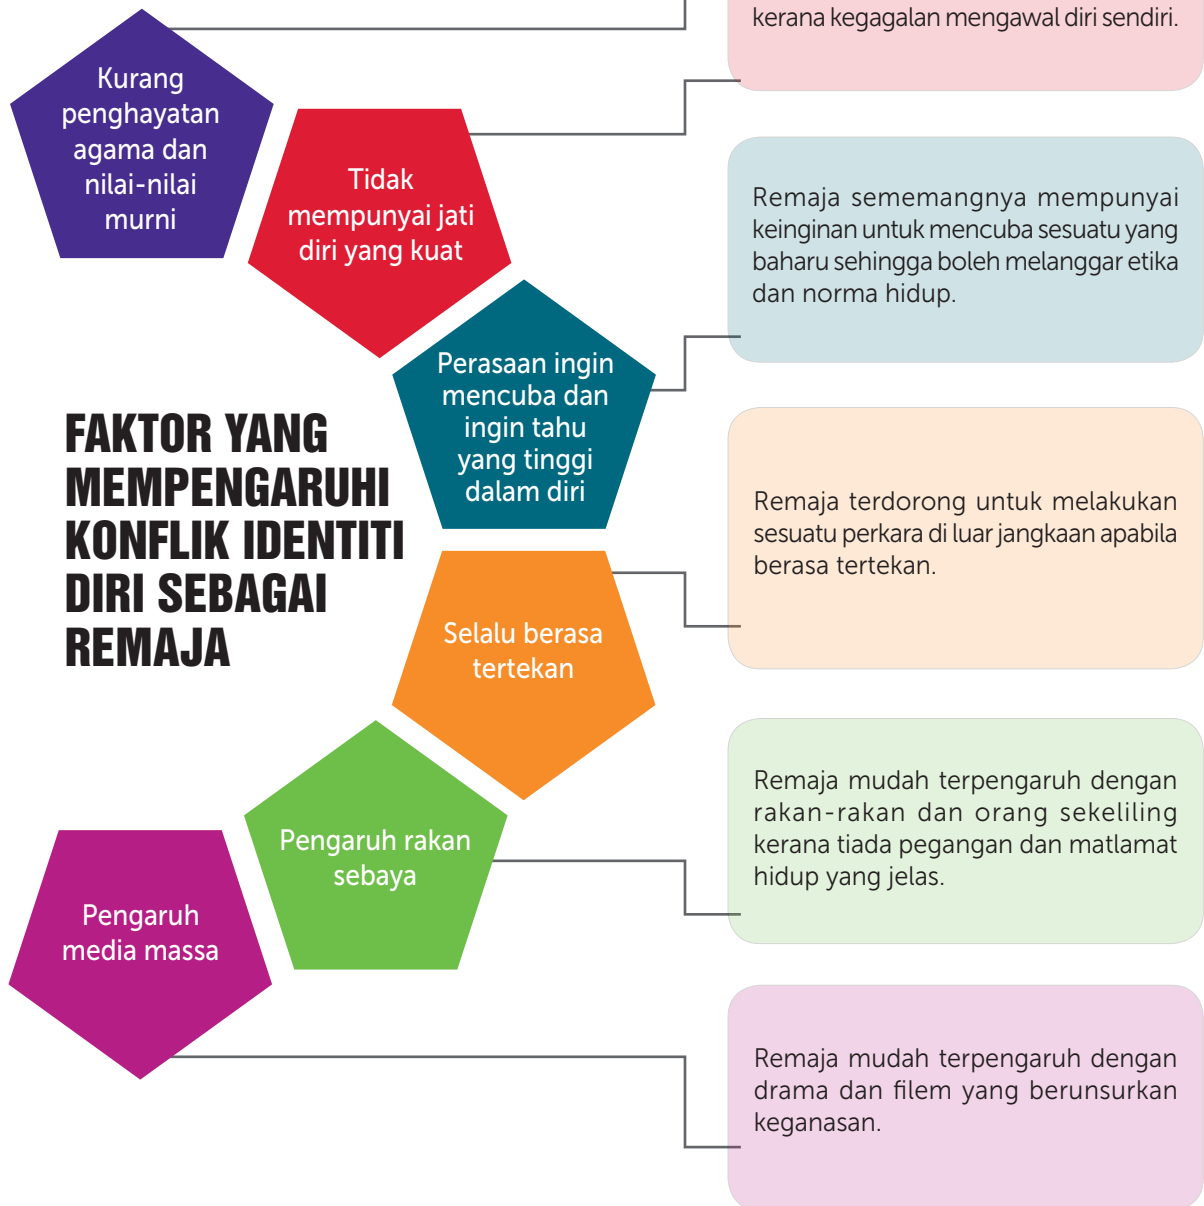 kerana kegagalan mengawal diri sendiri.
Kurang
penghayatan
agama dan
nilai-nilai
murni
Tidak
mempunyai jati
diri yang kuat
Remaja sememangnya mempunyai
keinginan untuk mencuba sesuatu yang
baharu sehingga boleh melanggar etika
dan norma hidup.
Perasaan ingin
mencuba dan
ingin tahu
yang tinggi
dalam diri
FAKTOR YANG
MEMPENGARUHI
KONFLIK IDENTITI
DIRI SEBAGAI
REMAJA
Remaja terdorong untuk melakukan
sesuatu perkara di luar jangkaan apabila
berasa tertekan.
Selalu berasa
tertekan
Remaja mudah terpengaruh dengan
rakan-rakan dan orang sekeliling
kerana tiada pegangan dan matlamat
hidup yang jelas.
Pengaruh rakan
sebaya
Pengaruh
media massa
Remaja mudah terpengaruh dengan
drama dan filem yang berunsurkan
keganasan.